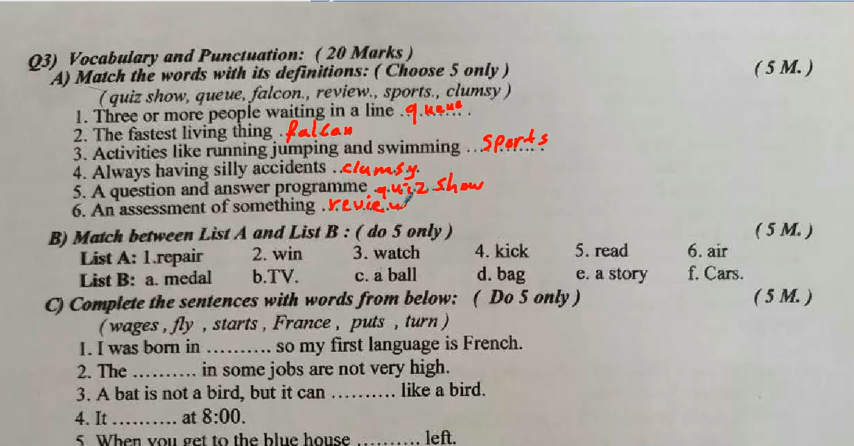 Q3) Vocabulary and Punctuation: ( 20 Marks )
A) Match the words with its definitions: ( Choose 5 only ) ( 5 M. )
( quiz show, queue, falcon., review., sports., clumsy )
1. Three or more people waiting in a line .queue... .
2. The fastest living thing .falcan
3. Activities like running jumping and swimming ...sports...
4. Always having silly accidents ..clumsy.
5. A question and answer programme .quiz show
6. An assessment of something .review
B) Match between List A and List B : ( do 5 only ) ( 5 M. )
List A: 1.repair 2. win 3. watch 4. kick 5. read 6. air
List B: a. medal b.TV. c. a ball d. bag e. a story f. Cars.
C) Complete the sentences with words from below: ( Do 5 only ) ( 5 M. )
( wages , fly , starts , France , puts , turn )
1. I was born in .......... so my first language is French.
2. The .......... in some jobs are not very high.
3. A bat is not a bird, but it can .......... like a bird.
4. It .......... at 8:00.
5. When you get to the blue house .......... left.